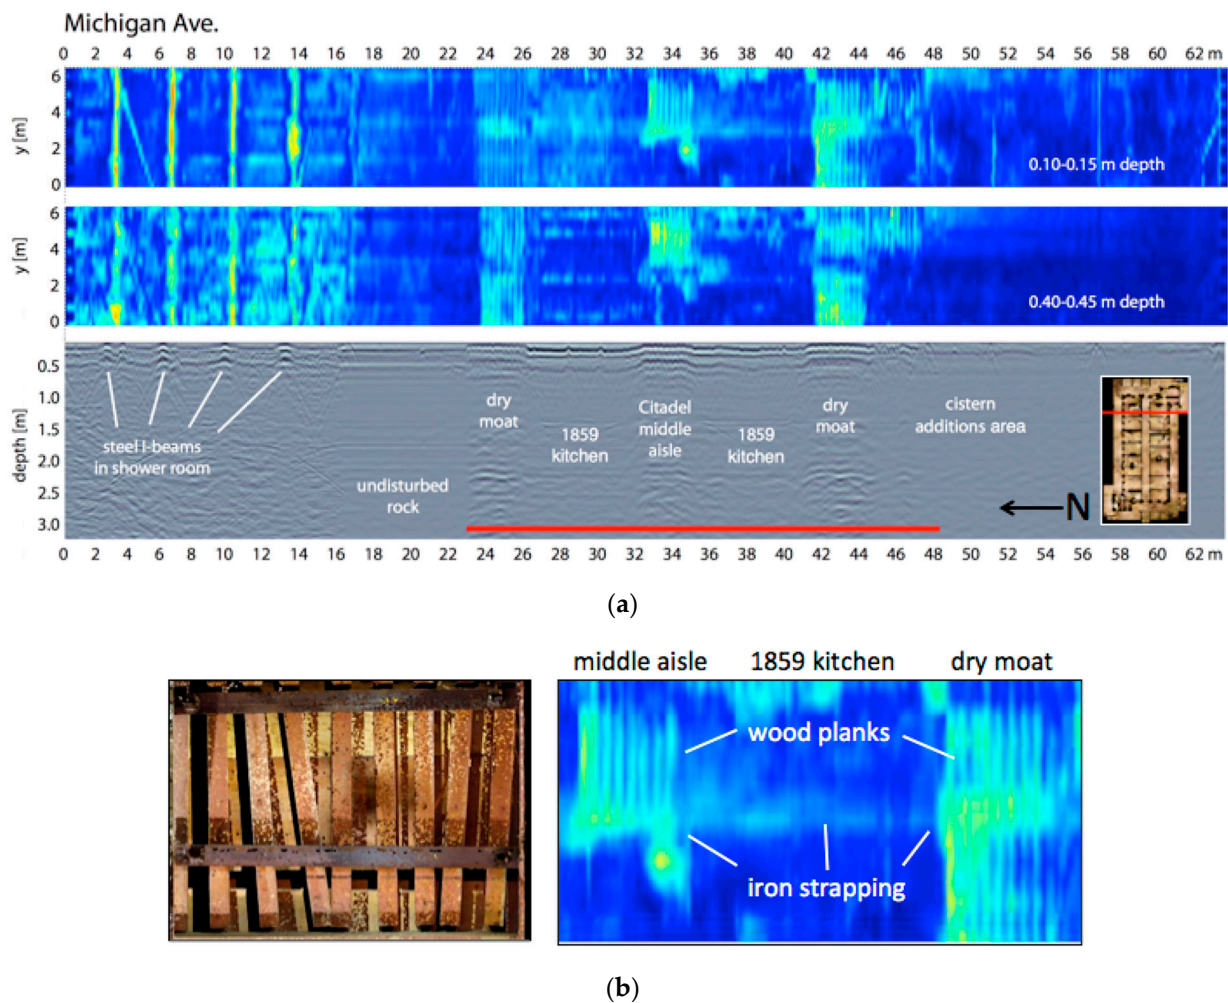 Michigan Ave.
0 2 4 6 8 10 12 14 16 18 20 22 24 26 28 30 32 34 36 38 40 42 44 46 48 50 52 54 56 58 60 62 m
6
4
2
0
y [m]
0.10-0.15 m depth
6
4
2
0
y [m]
0.40-0.45 m depth
0.5
1.0
1.5
2.0
2.5
3.0
depth [m]
steel I-beams
in shower room
undisturbed
rock
dry
moat
1859
kitchen
Citadel
middle
aisle
1859
kitchen
dry
moat
cistern
additions area
N
0 2 4 6 8 10 12 14 16 18 20 22 24 26 28 30 32 34 36 38 40 42 44 46 48 50 52 54 56 58 60 62 m
(a)
middle aisle 1859 kitchen dry moat
wood planks
iron strapping
(b)